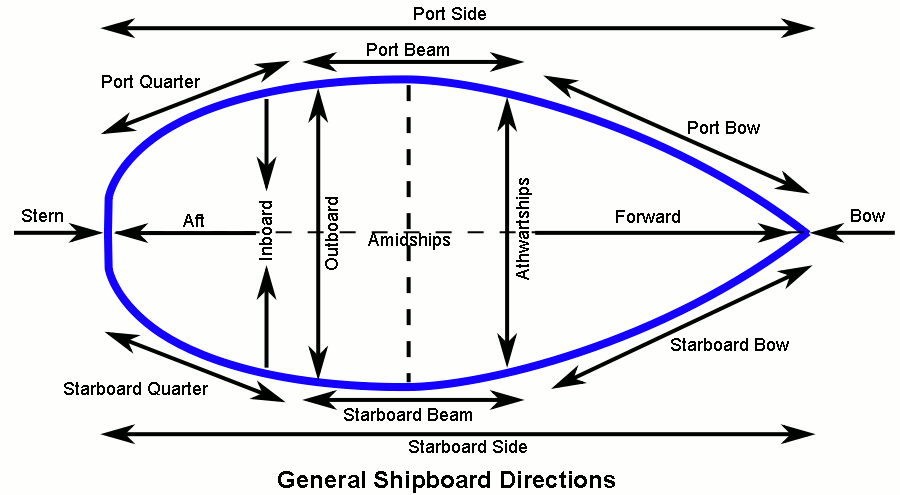 Port Side
Port Beam
Port Quarter
Port Bow
Stern
Aft
Inboard
Outboard
Amidships
Athwartships
Forward
Bow
Starboard Bow
Starboard Quarter
Starboard Beam
Starboard Side
General Shipboard Directions